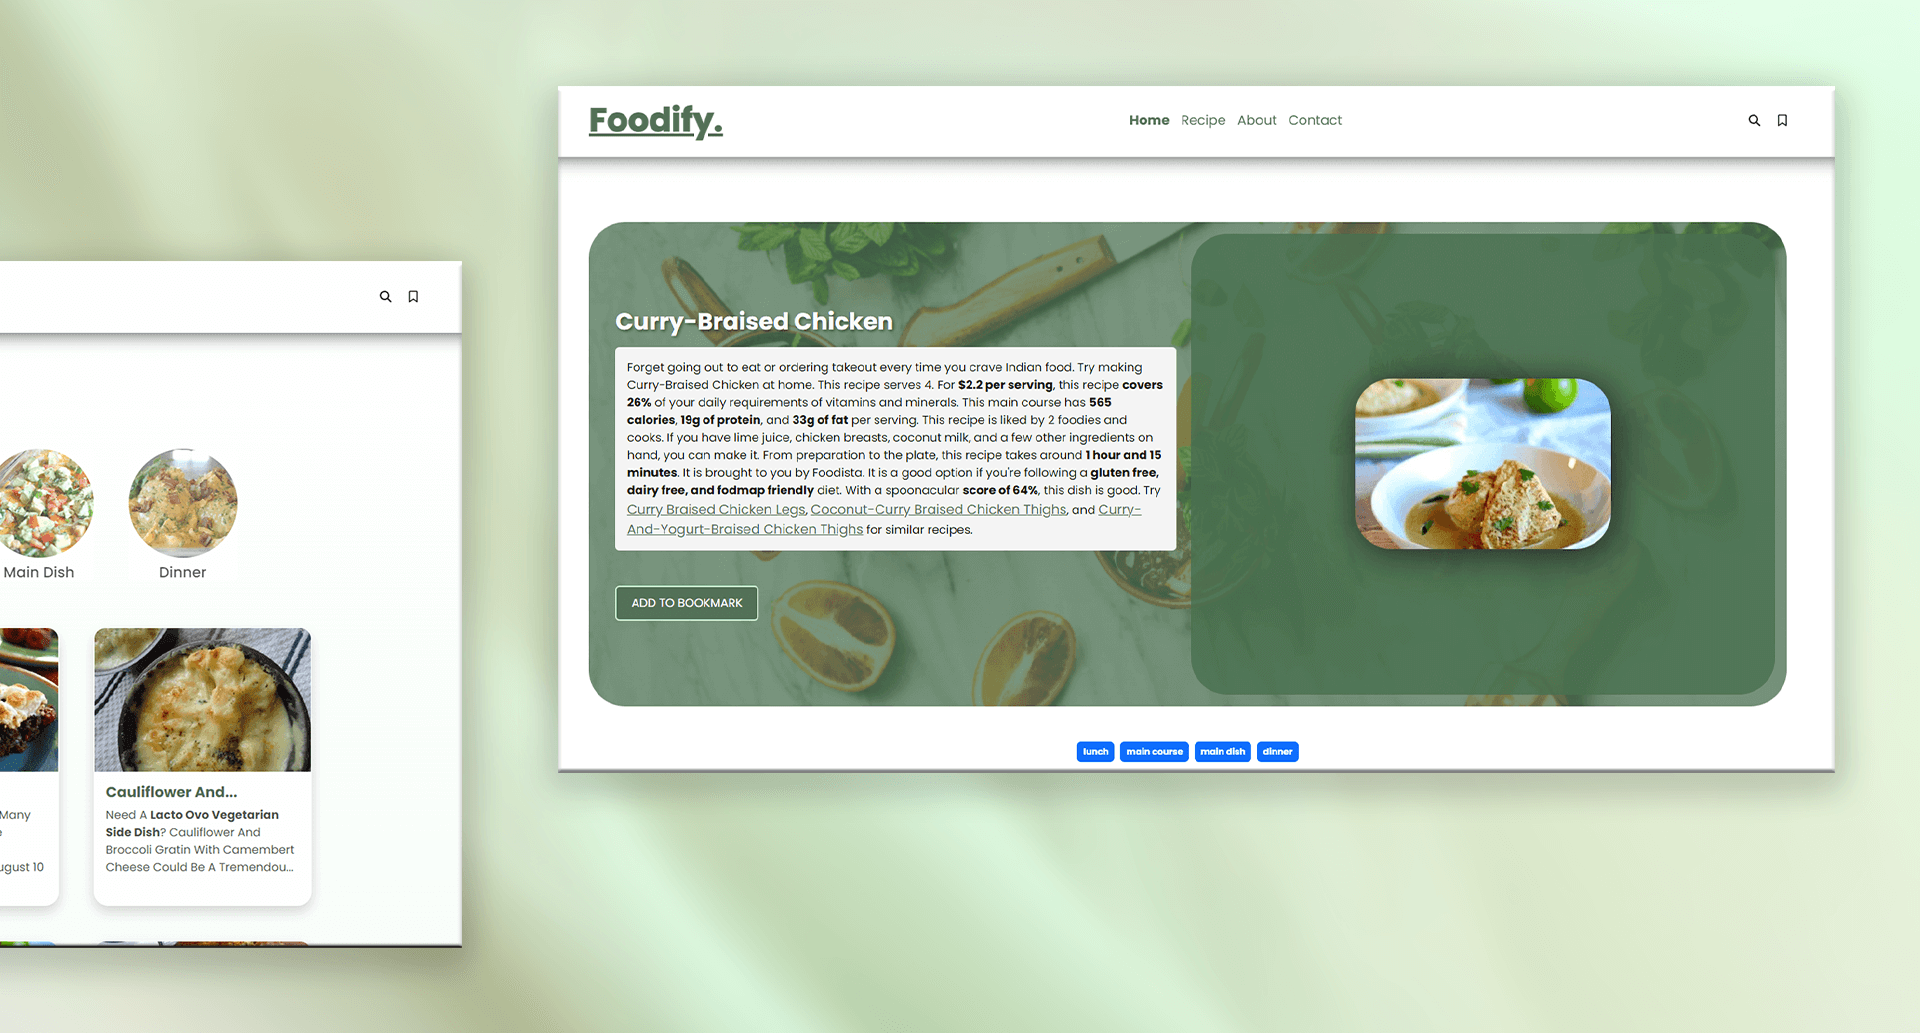 Foodify.
Home Recipe About Contact
Curry-Braised Chicken
Forget going out to eat or ordering takeout every time you crave Indian food. Try making
Curry-Braised Chicken at home. This recipe serves 4. For $2.2 per serving, this recipe covers
26% of your daily requirements of vitamins and minerals. This main course has 565
calories, 19g of protein, and 33g of fat per serving. This recipe is liked by 2 foodies and
cooks. If you have lime juice, chicken breasts, coconut milk, and a few other ingredients on
hand, you can make it. From preparation to the plate, this recipe takes around 1 hour and 15
minutes. It is brought to you by Foodista. It is a good option if you're following a gluten free,
dairy free, and fodmap friendly diet. With a spoonacular score of 64%, this dish is good. Try
Curry Braised Chicken Legs, Coconut-Curry Braised Chicken Thighs, and Curry-
And-Yogurt-Braised Chicken Thighs for similar recipes.
ADD TO BOOKMARK
lunch main course main dish dinner
Main Dish
Dinner
Many
e
ugust 10
Cauliflower And...
Need A Lacto Ovo Vegetarian
Side Dish? Cauliflower And
Broccoli Gratin With Camembert
Cheese Could Be A Tremendou...